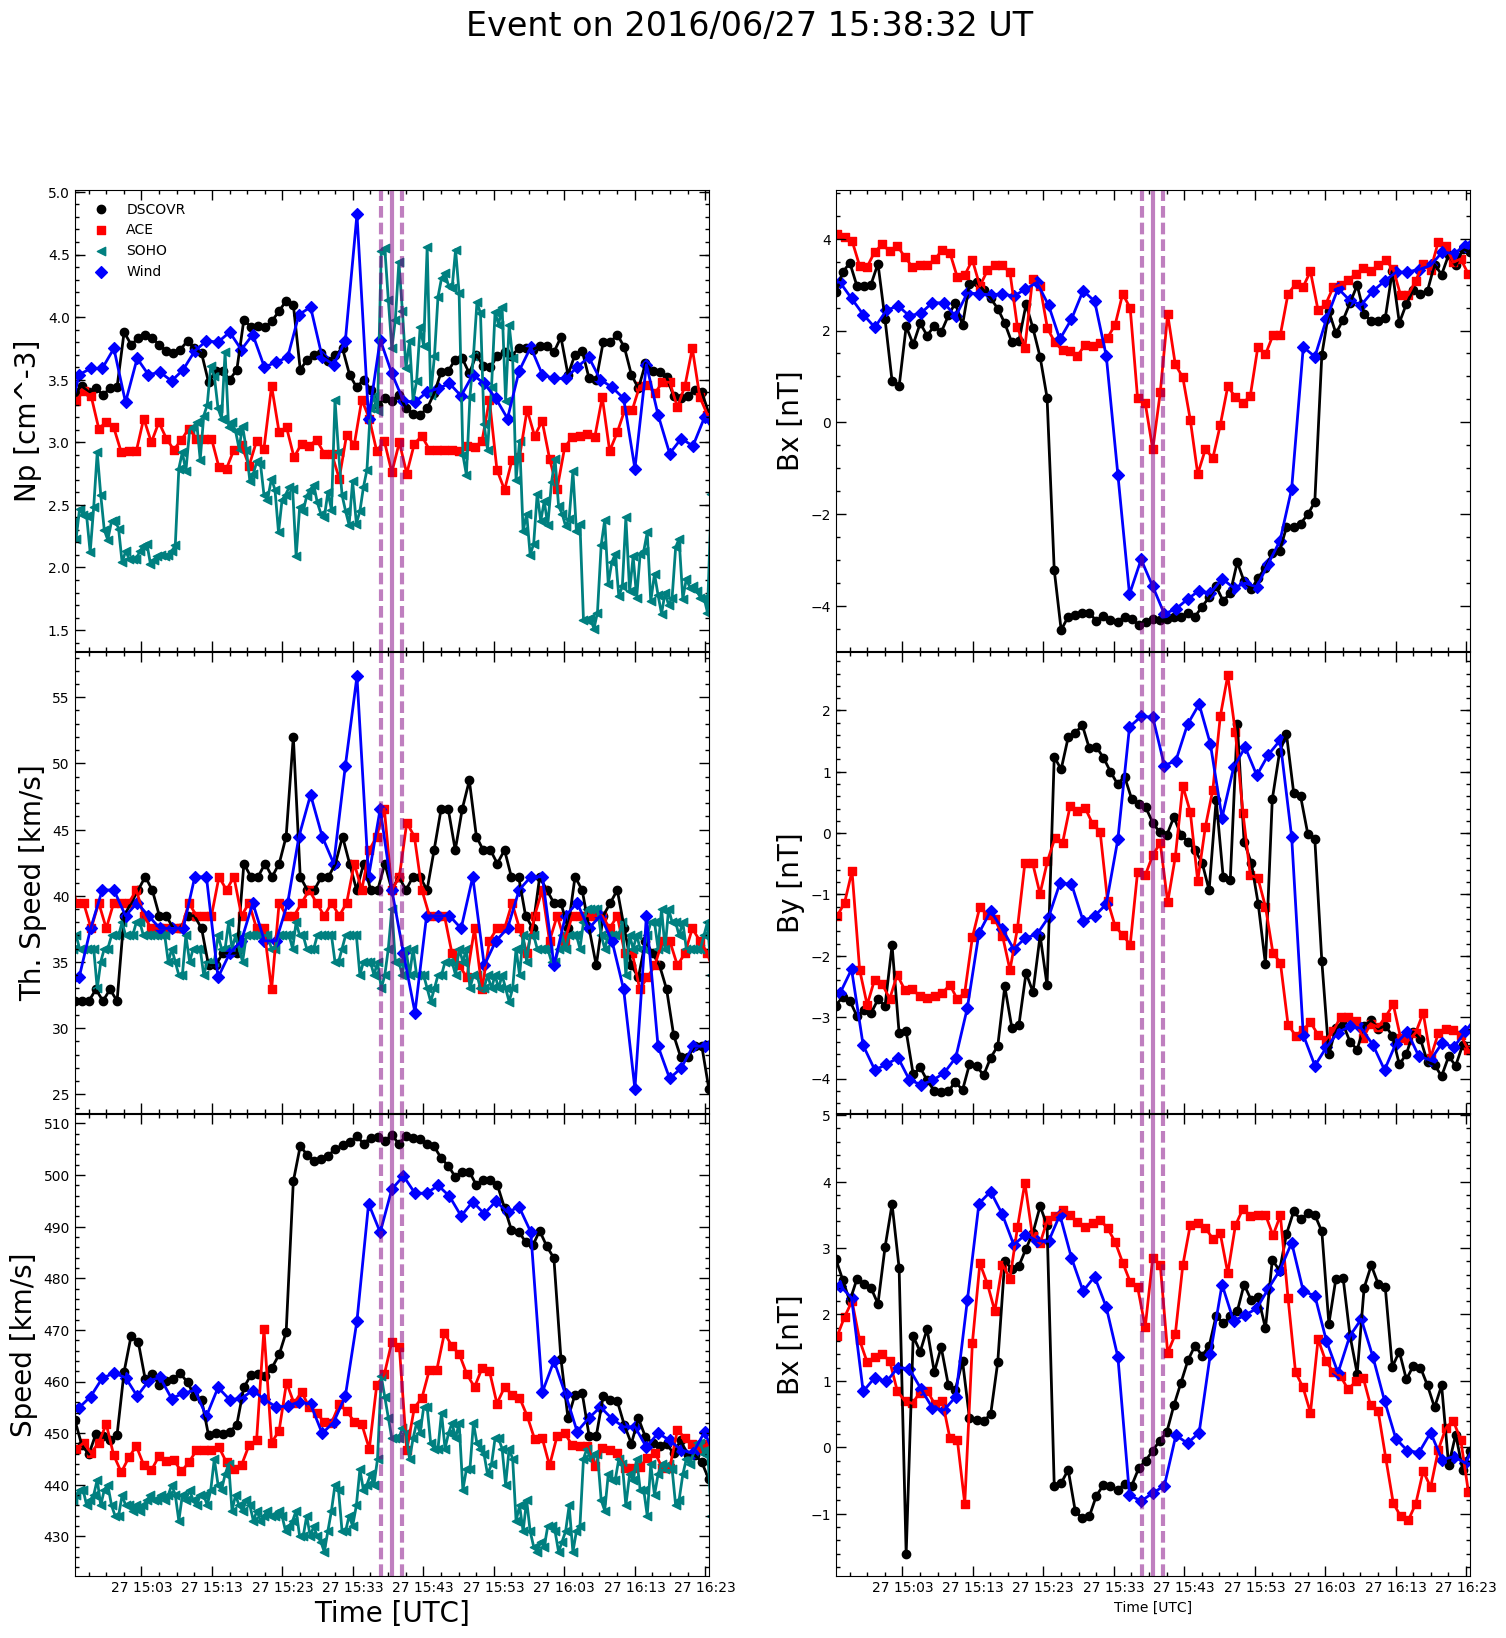 Event on 2016/06/27 15:38:32 UT
DSCOVR
ACE
SOHO
Wind
Np [cm^-3]
5.0
4.5
4.0
3.5
3.0
2.5
2.0
1.5
Bx [nT]
4
2
0
−2
−4
Th. Speed [km/s]
55
50
45
40
35
30
25
By [nT]
2
1
0
−1
−2
−3
−4
Speed [km/s]
510
500
490
480
470
460
450
440
430
27 15:03 27 15:13 27 15:23 27 15:33 27 15:43 27 15:53 27 16:03 27 16:13 27 16:23
Time [UTC]
Bx [nT]
5
4
3
2
1
0
−1
27 15:03 27 15:13 27 15:23 27 15:33 27 15:43 27 15:53 27 16:03 27 16:13 27 16:23
Time [UTC]